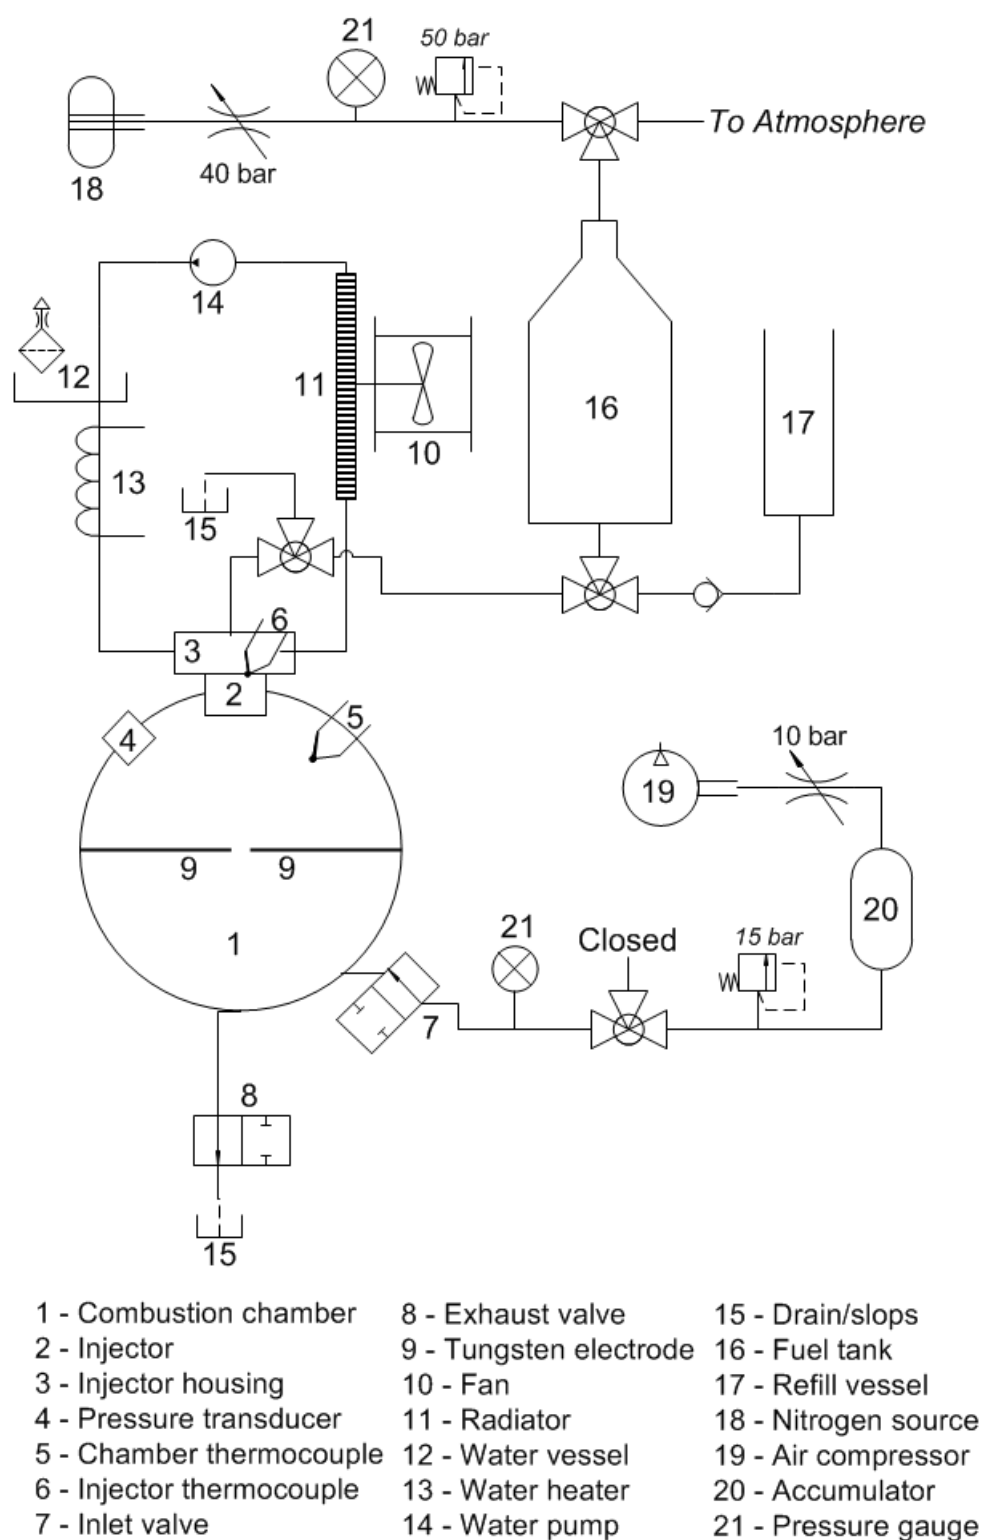 21
50 bar
To Atmosphere
40 bar
18
14
12
11
16
17
13
10
15
6
3
2
4
5
10 bar
19
9 9
20
1
21
Closed
15 bar
7
8
15
1 - Combustion chamber
2 - Injector
3 - Injector housing
4 - Pressure transducer
5 - Chamber thermocouple
6 - Injector thermocouple
7 - Inlet valve
8 - Exhaust valve
9 - Tungsten electrode
10 - Fan
11 - Radiator
12 - Water vessel
13 - Water heater
14 - Water pump
15 - Drain/slops
16 - Fuel tank
17 - Refill vessel
18 - Nitrogen source
19 - Air compressor
20 - Accumulator
21 - Pressure gauge